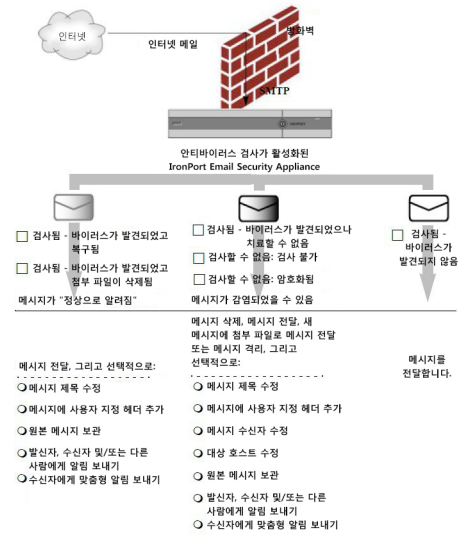 인터넷
인터넷 메일
방화벽
SMTP
안티바이러스 검사가 활성화된
IronPort Email Security Appliance
검사됨 - 바이러스가 발견되었고
복구됨
검사됨 - 바이러스가 발견되었고
첨부 파일이 삭제됨
메시지가 "정상으로 알려짐"
검사됨 - 바이러스가 발견되었으나
치료할 수 없음
검사할 수 없음: 검사 불가
검사할 수 없음: 암호화됨
메시지가 감염되었을 수 있음
검사됨 -
바이러스가
발견되지 않음
메시지 전달, 그리고 선택적으로:
메시지 제목 수정
메시지에 사용자 지정 헤더 추가
원본 메시지 보관
발신자, 수신자 및/또는 다른
사람에게 알림 보내기
수신자에게 맞춤형 알림 보내기
메시지 삭제, 메시지 전달, 새
메시지에 첨부 파일로 메시지 전달
또는 메시지 격리, 그리고
선택적으로:
메시지 제목 수정
메시지에 사용자 지정 헤더 추가
메시지 수신자 수정
대상 호스트 수정
원본 메시지 보관
발신자, 수신자 및/또는 다른
사람에게 알림 보내기
수신자에게 맞춤형 알림 보내기
메시지를
전달합니다.